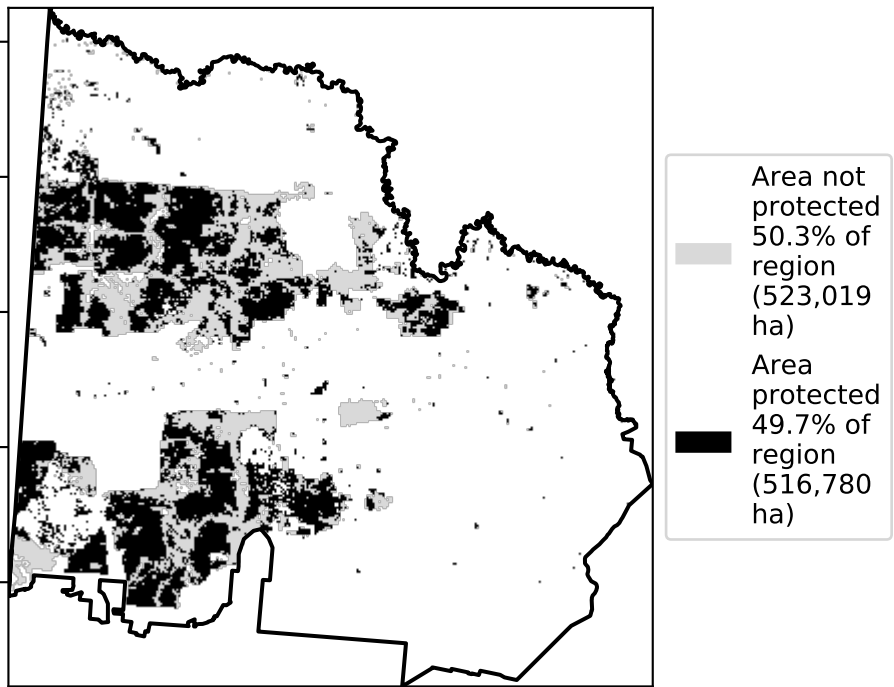 Area not
protected
50.3% of
region
(523,019
ha)
Area
protected
49.7% of
region
(516,780
ha)